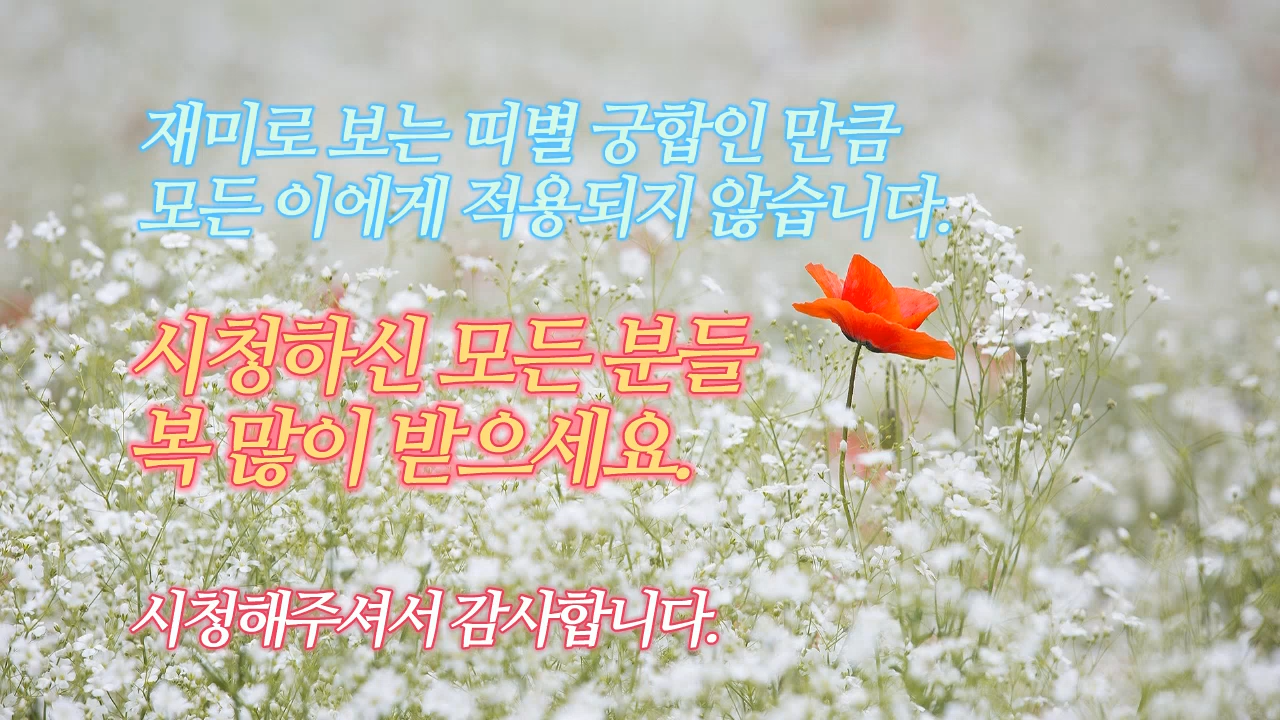 재미로 보는 띠별 궁합인 만큼
모든 이에게 적용되지 않습니다.
시청하신 모든 분들
복 많이 받으세요.
시청해주셔서 감사합니다.